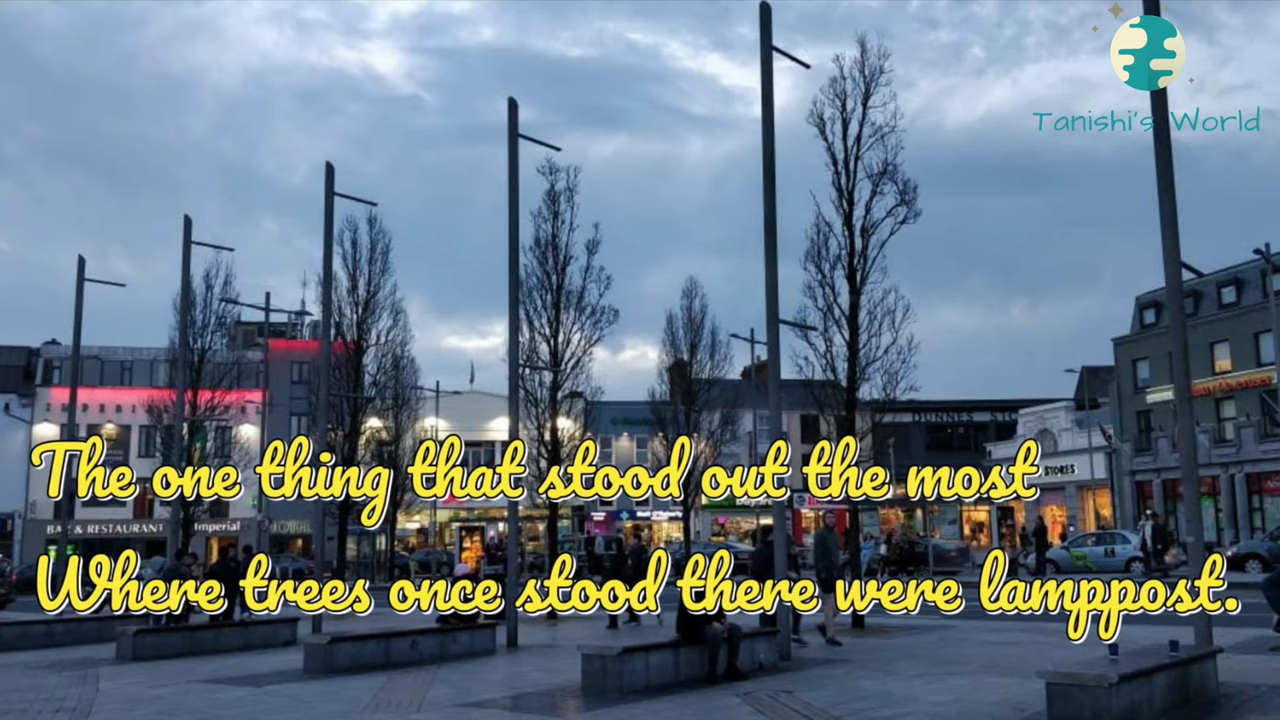 Tanishi's World
DUNNES STO
STORES
BAR & RESTAURANT
Imperial
The one thing that stood out the most
Where trees once stood there were lamppost.